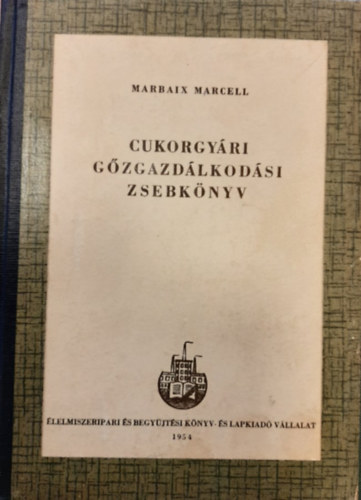 MARBAIX MARCELL
CUKORGYÁRI
GŐZGAZDÁLKODÁSI
ZSEBKÖNYV
ÉLELMISZERIPARI ÉS BEGYŰJTÉSI KÖNYV- ÉS LAPKIADÓ VÁLLALAT
1954